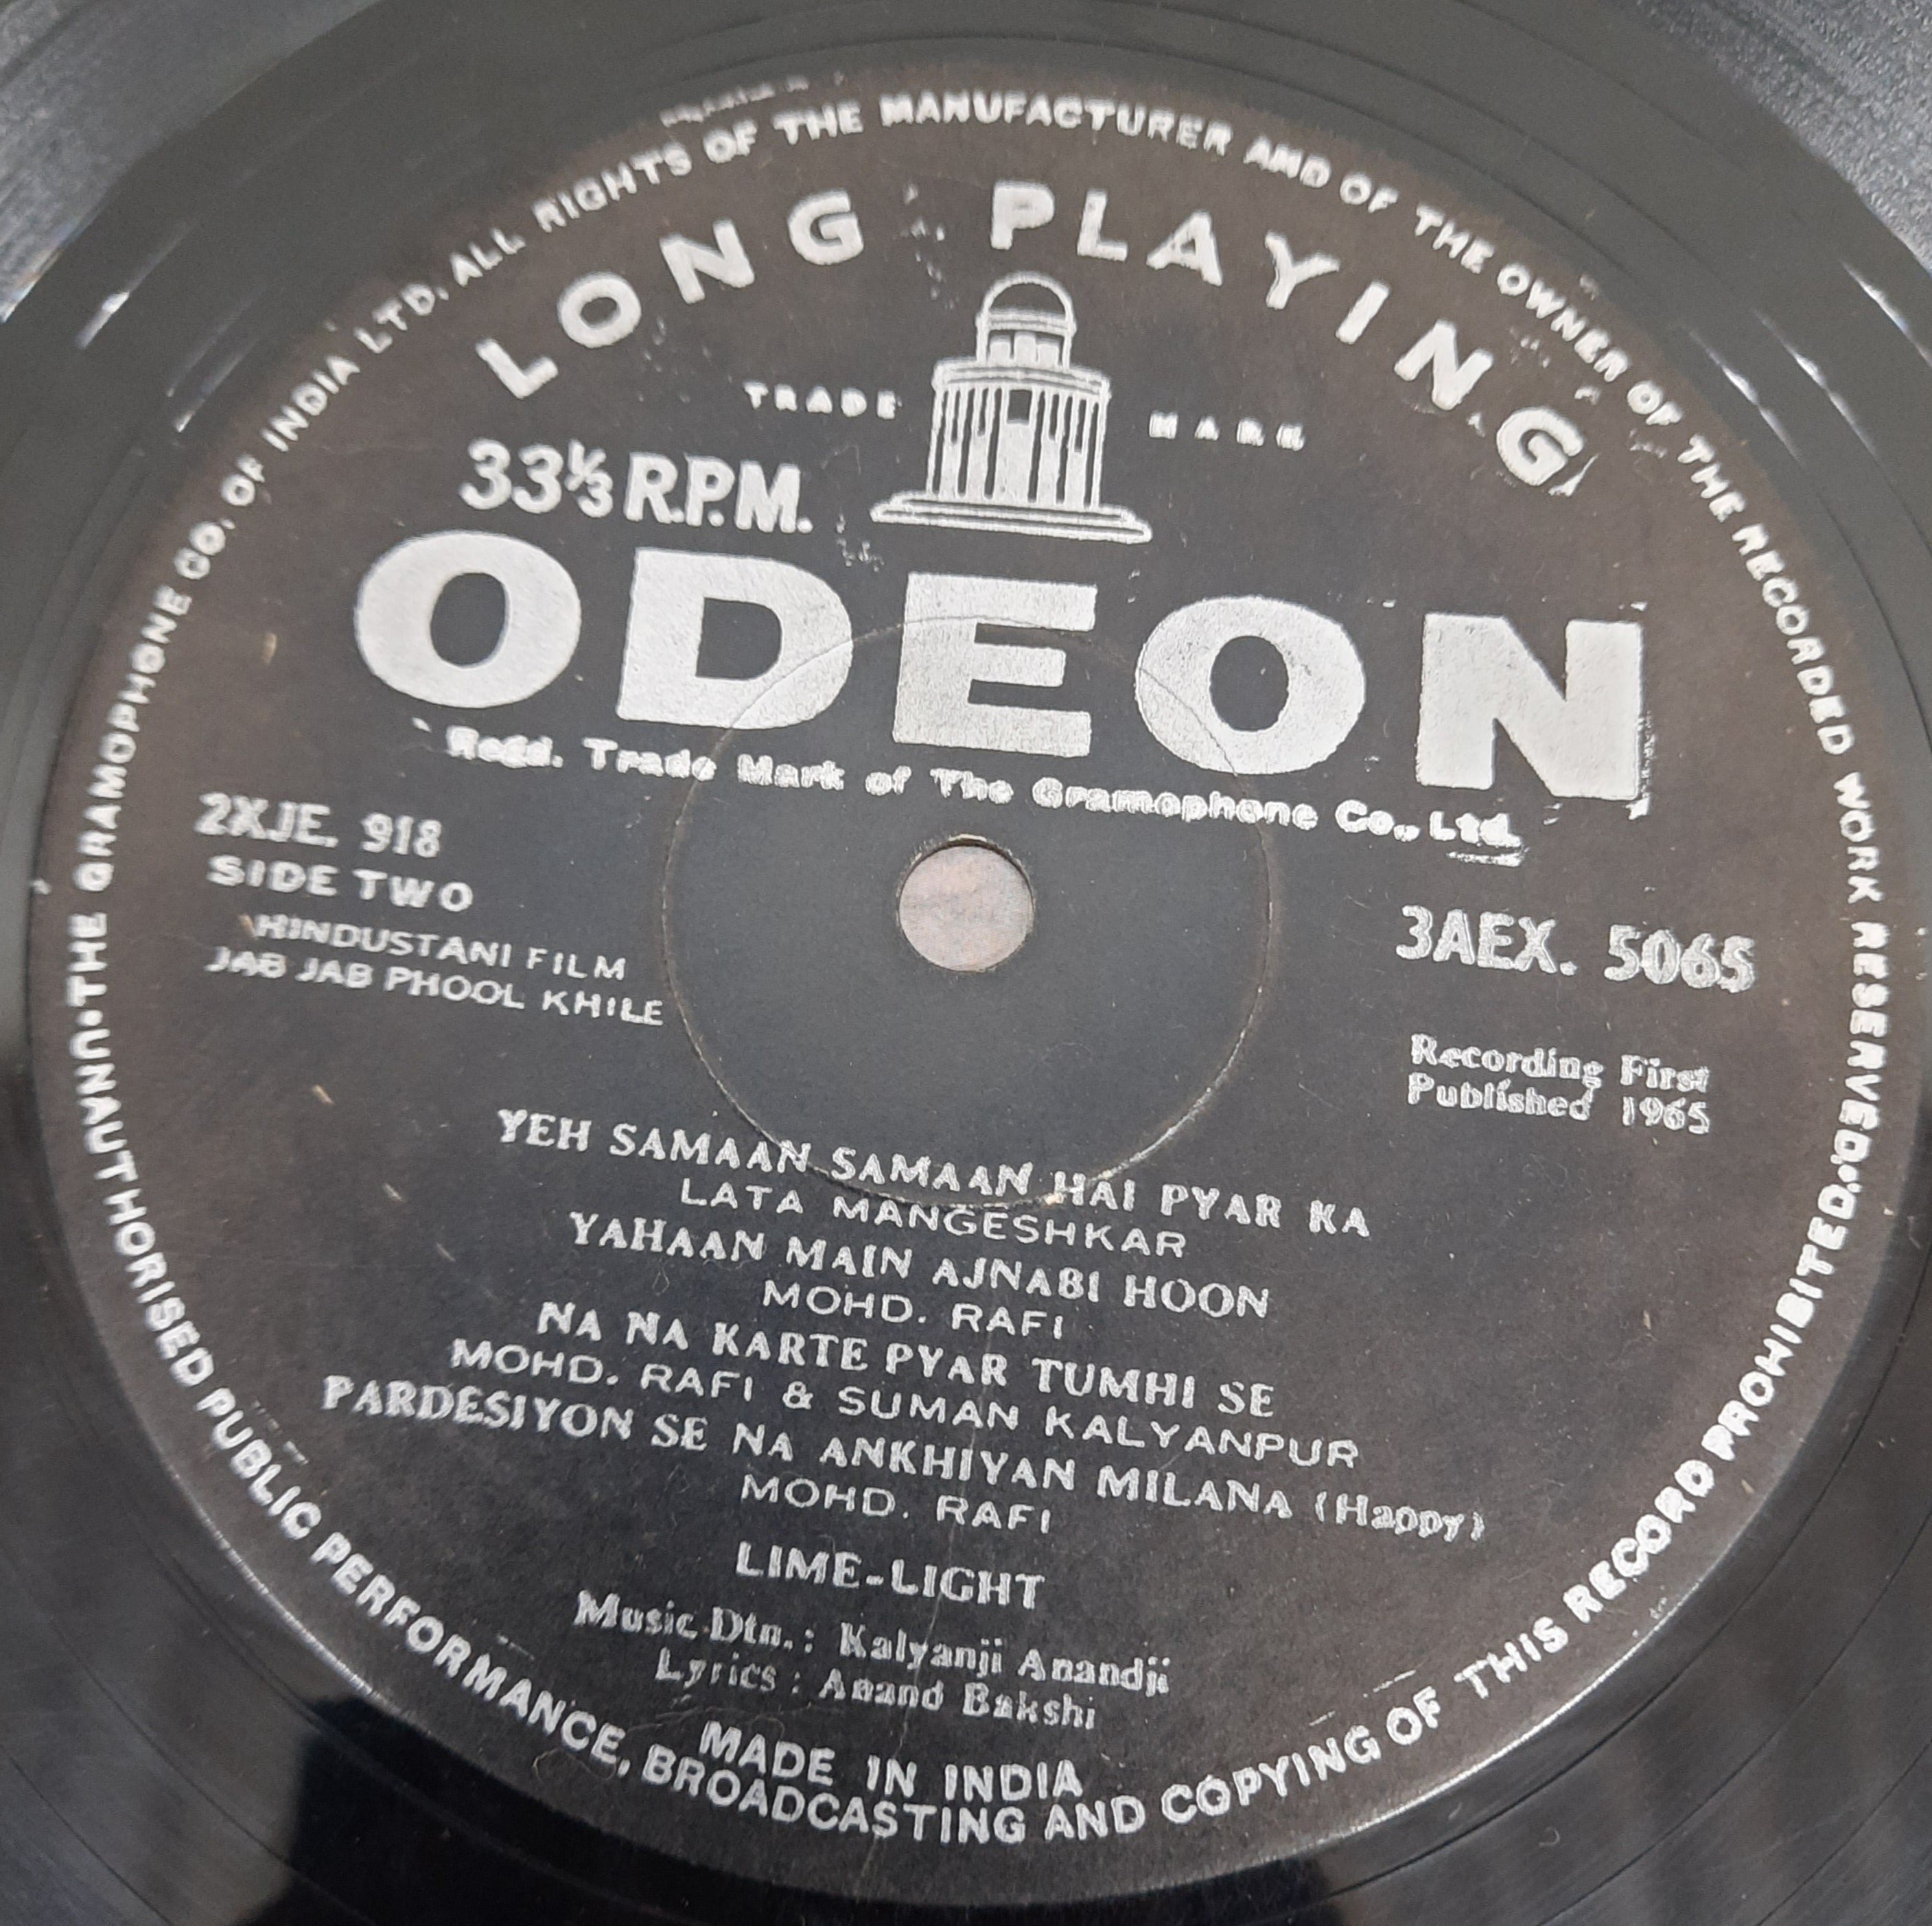 THE GRAMOPHONE CO. OF INDIA LTD. ALL RIGHTS OF THE MANUFACTURER AND OF THE OWNER OF THE RECORDED WORK RESERVED.
UNAUTHORISED PUBLIC PERFORMANCE, BROADCASTING AND COPYING OF THIS RECORD PROHIBITED.
LONG PLAYING
TRADE MARK
33⅓ R.P.M.
ODEON
Regd. Trade Mark of The Gramophone Co., Ltd.
2XJE. 918
SIDE TWO
HINDUSTANI FILM
JAB JAB PHOOL KHILE
3AEX. 5065
Recording First
Published 1965
YEH SAMAAN SAMAAN HAI PYAR KA
LATA MANGESHKAR
YAHAAN MAIN AJNABI HOON
MOHD. RAFI
NA NA KARTE PYAR TUMHI SE
MOHD. RAFI & SUMAN KALYANPUR
PARDESIYON SE NA ANKHIYAN MILANA (Happy)
MOHD. RAFI
LIME-LIGHT
Music Dtn.: Kalyanji Anandji
Lyrics : Anand Bakshi
MADE IN INDIA